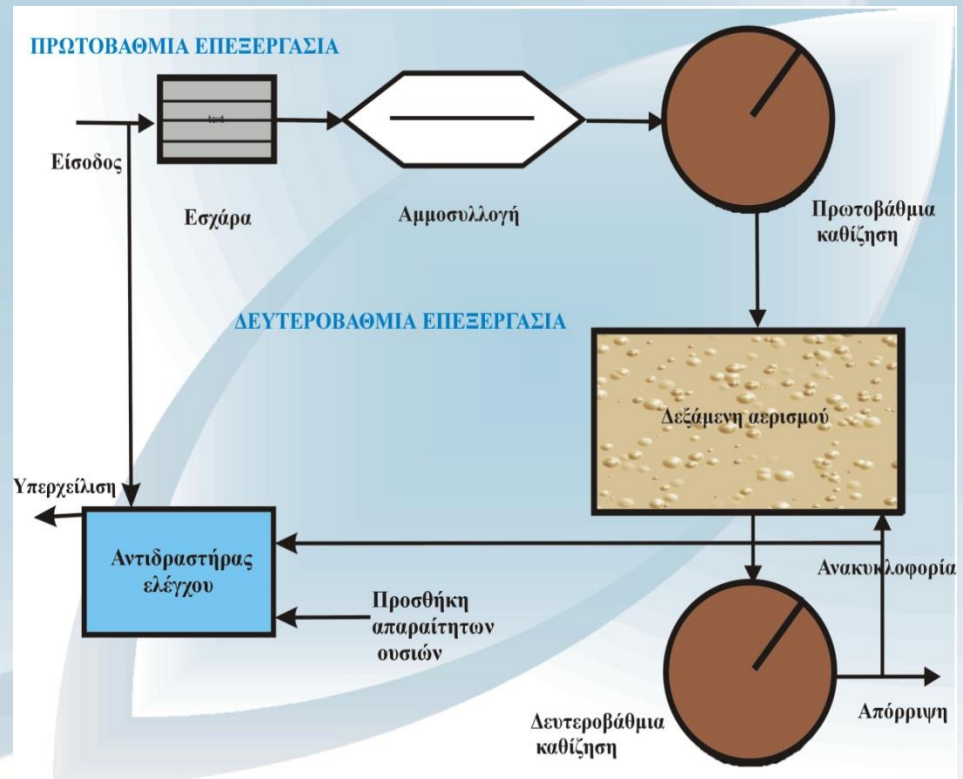 ΠΡΩΤΟΒΑΘΜΙΑ ΕΠΕΞΕΡΓΑΣΙΑ
text
Είσοδος
Εσχάρα
Αμμοσυλλογή
Πρωτοβάθμια
καθίζηση
ΔΕΥΤΕΡΟΒΑΘΜΙΑ ΕΠΕΞΕΡΓΑΣΙΑ
Δεξάμενη αερισμού
Υπερχείλιση
Αντιδραστήρας
ελέγχου
Ανακυκλοφορία
Προσθήκη
απαραίτητων
ουσιών
Απόρριψη
Δευτεροβάθμια
καθίζηση